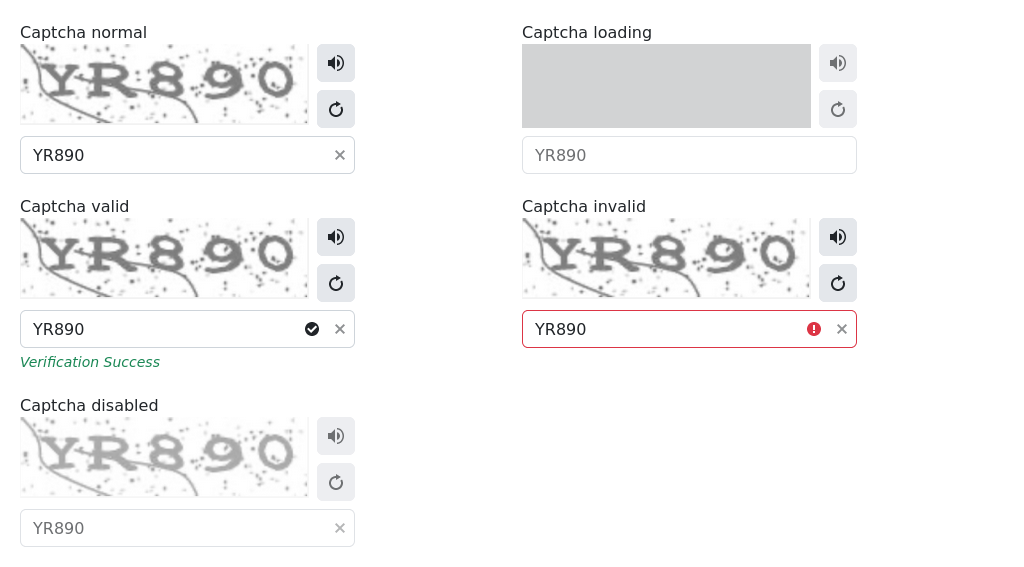 Captcha normal
YR890
YR890
Captcha loading
YR890
Captcha valid
YR890
YR890
Verification Success
Captcha invalid
YR890
YR890
Captcha disabled
YR890
YR890